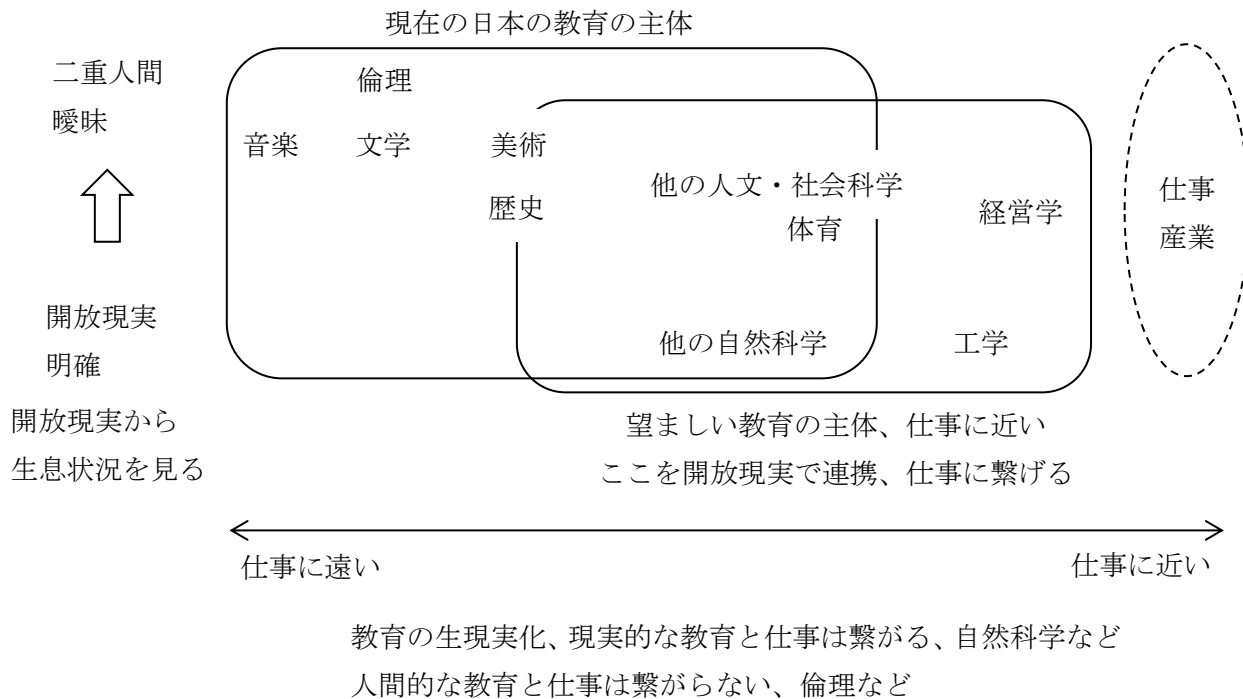 現在の日本の教育の主体
二重人間
曖昧
倫理
音楽
文学
美術
歴史
他の人文・社会科学
体育
経営学
仕事
産業
開放現実
明確
他の自然科学
工学
開放現実から
生息状況を見る
望ましい教育の主体、仕事に近い
ここを開放現実で連携、仕事に繋げる
仕事に遠い
仕事に近い
教育の生現実化、現実的な教育と仕事は繋がる、自然科学など
人間的な教育と仕事は繋がらない、倫理など